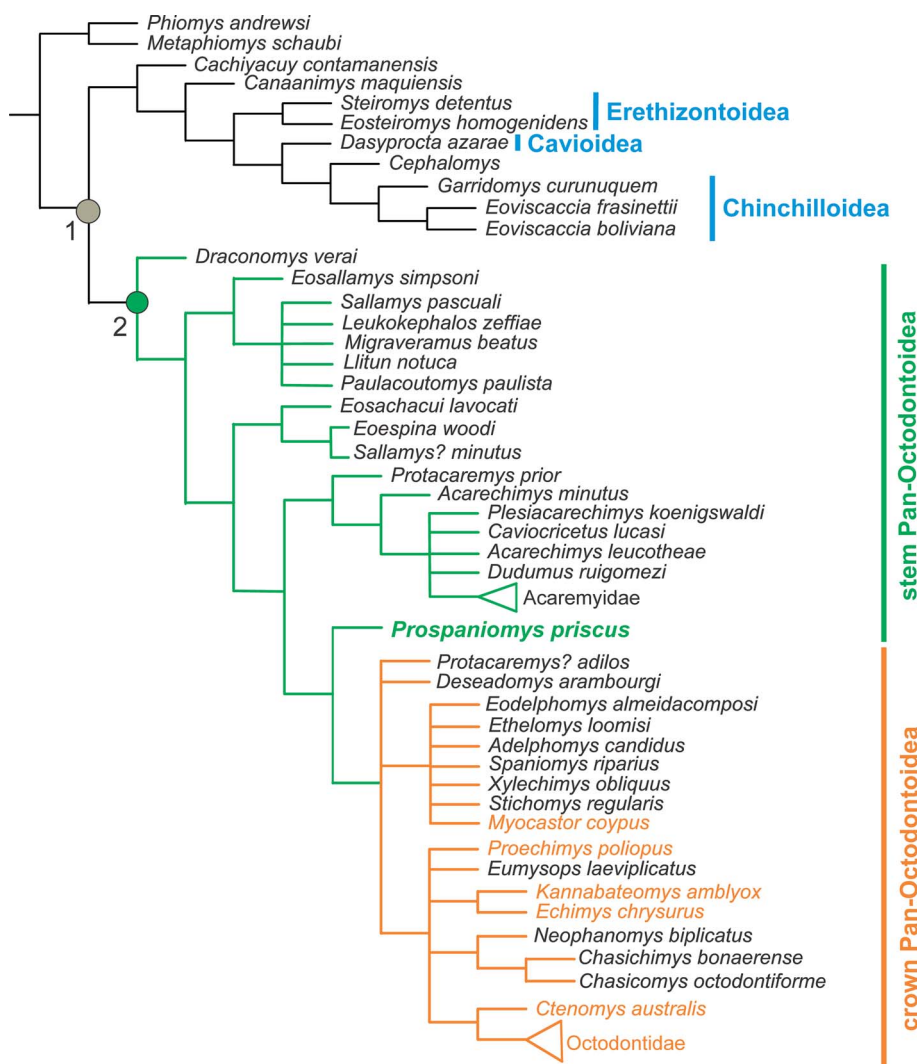 Phiomys andrewsi
Metaphiomys schaubi
Cachiyacuy contamanensis
Canaanimys maquiensis
Steiromys detentus
Eosteiromys homogenidens
Erethizontoidea
Dasyprocta azarae
Cavioidea
Cephalomys
Garridomys curunuquem
Eoviscaccia frasinettii
Eoviscaccia boliviana
Chinchilloidea
1
Draconomys verai
2
Eosallamys simpsoni
Sallamys pascuali
Leukokephalos zeffiae
Migraveramus beatus
Llitun notuca
Paulacoutomys paulista
Eosachacui lavocati
Eoespina woodi
Sallamys? minutus
Protacaremys prior
Acarechimys minutus
Plesiacarechimys koenigswaldi
Caviocricetus lucasi
Acarechimys leucotheae
Dudumus ruigomezi
Acaremyidae
Prospaniomys priscus
stem Pan-Octodontoidea
Protacaremys? adilos
Deseadomys arambourgi
Eodelphomys almeidacomposi
Ethelomys loomisi
Adelphomys candidus
Spaniomys riparius
Xylechimys obliquus
Stichomys regularis
Myocastor coypus
Proechimys poliopus
Eumysops laeviplicatus
Kannabateomys amblyox
Echimys chrysurus
Neophanomys biplicatus
Chasichimys bonaerense
Chasicomys octodontiforme
Ctenomys australis
Octodontidae
crown Pan-Octodontoidea